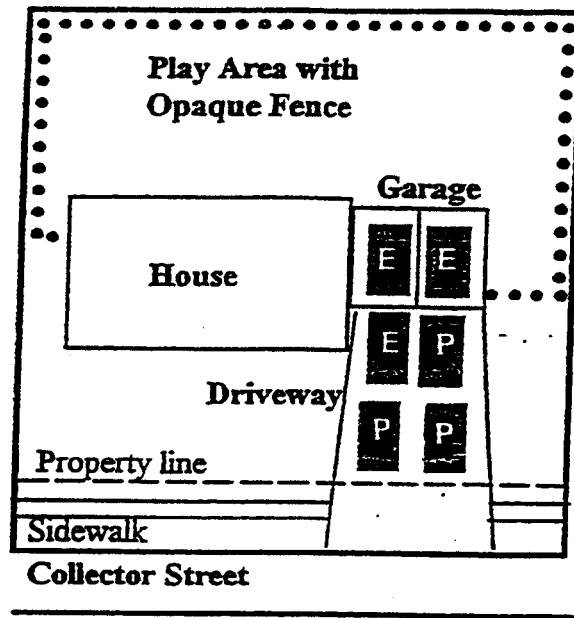 Play Area with
Opaque Fence
Garage
E E
House
E P
Driveway
P P
Property line
Sidewalk
Collector Street